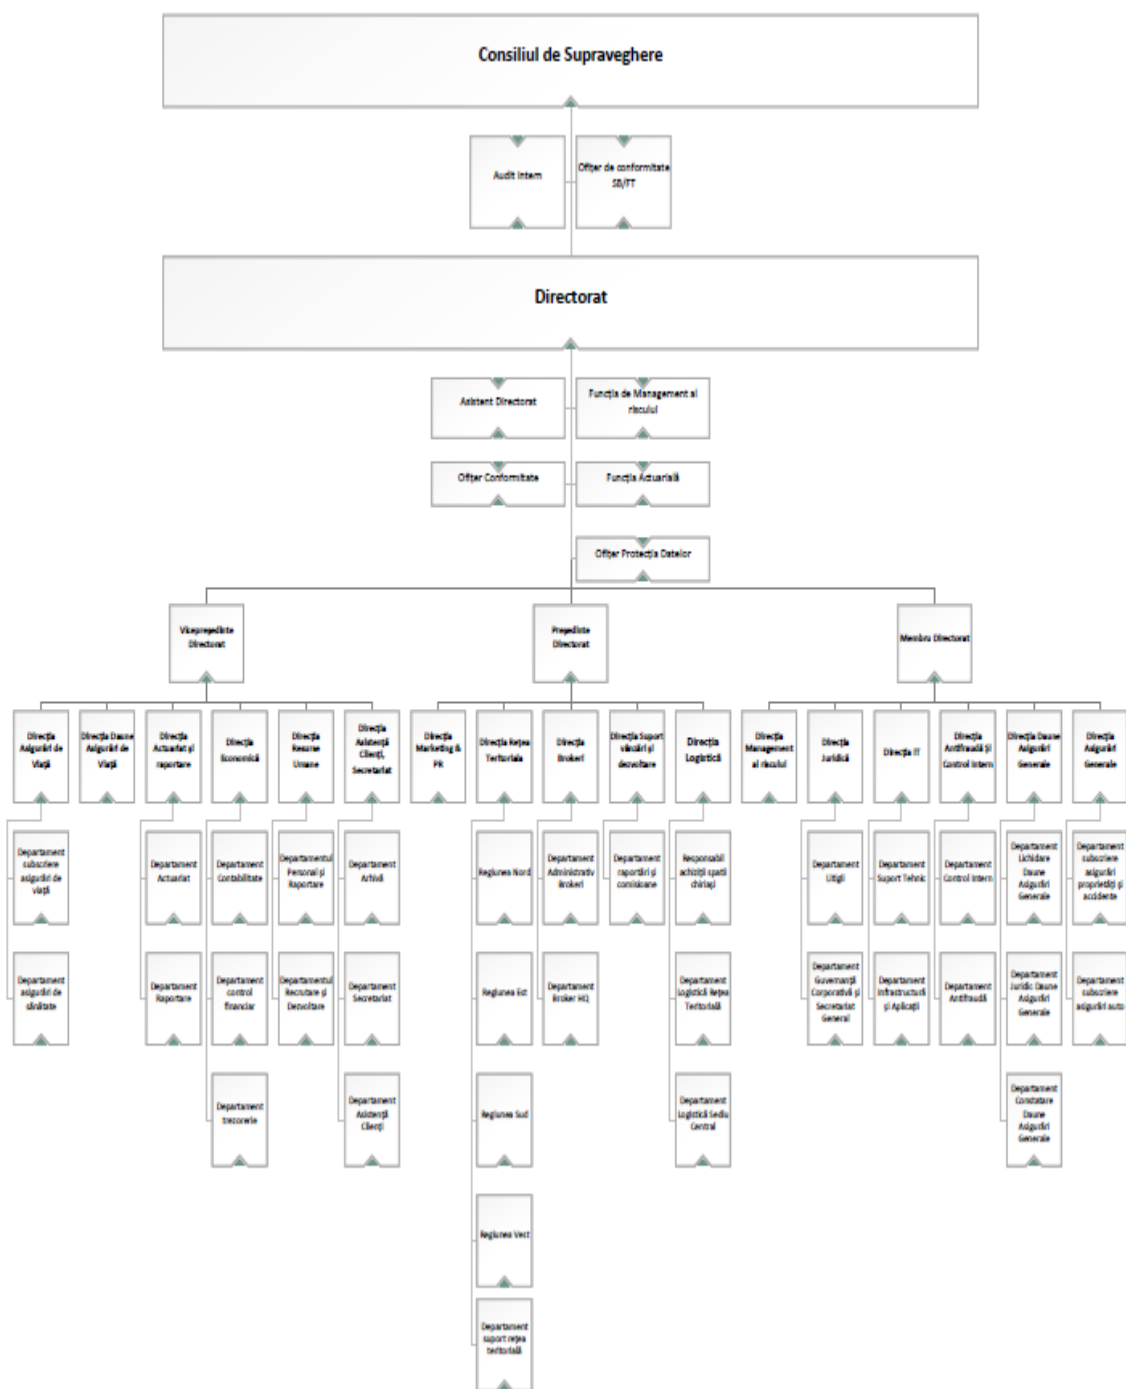 Consiliul de Supraveghere
Audit Intern
Ofițer de conformitate
SB/FT
Directorat
Asistent Directorat
Funcția de Management al
riscului
Ofițer Conformitate
Funcția Actuarială
Ofițer Protecția Datelor
Vicepreședinte
Directorat
Președinte
Directorat
Membru Directorat
Direcția
Asigurări de
Viață
Direcția Daune
Asigurări de
Viață
Direcția
Actuariat și
raportare
Direcția
Economică
Direcția
Resurse
Umane
Direcția
Asistență
Clienți,
Secretariat
Direcția
Marketing &
PR
Direcția Rețea
Teritoriala
Direcția
Brokeri
Direcția Suport
vânzări și
dezvoltare
Direcția
Logistică
Direcția
Management
al riscului
Direcția
Juridică
Direcția IT
Direcția
Antifraudă Și
Control Intern
Direcția Daune
Asigurări
Generale
Direcția
Asigurări
Generale
Departament
subscriere
asigurări de
viață
Departament
Actuariat
Departament
Contabilitate
Departamentul
Personal și
Raportare
Departament
Arhivă
Regiunea Nord
Departament
Administrativ
Brokeri
Departament
raportări și
comisioane
Responsabil
achiziții spatii
chiriași
Departament
Litigii
Departament
Suport Tehnic
Departament
Control Intern
Departament
Lichidare
Daune
Asigurări
Generale
Departament
subscriere
asigurări
proprietăți și
accidente
Departament
asigurări de
sănătate
Departament
Raportare
Departament
control
financiar
Departamentul
Recrutare și
Dezvoltare
Departament
Secretariat
Regiunea Est
Departament
Broker HQ
Departament
Logistică Rețea
Teritorială
Departament
Guvernanță
Corporativă și
Secretariat
General
Departament
Infrastructură
și Aplicații
Departament
Antifraudă
Departament
Juridic Daune
Asigurări
Generale
Departament
subscriere
asigurări auto
Departament
trezorerie
Departament
Asistență
Clienți
Regiunea Sud
Departament
Logistică Sediu
Central
Departament
Constatare
Daune
Asigurări
Generale
Regiunea Vest
Departament
suport rețea
teritorială